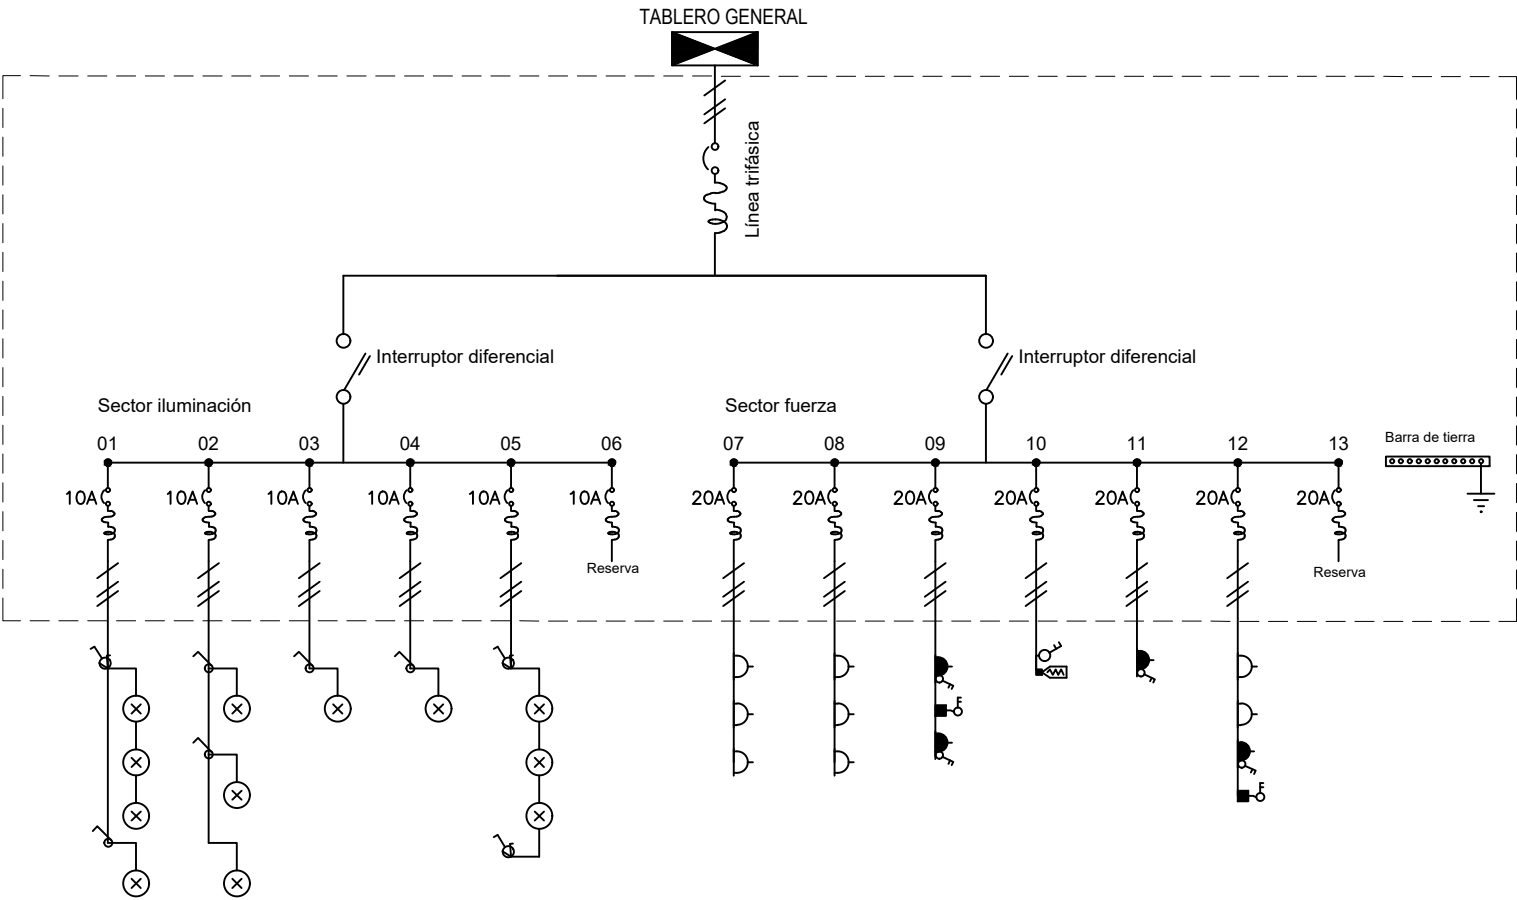 TABLERO GENERAL
Línea trifásica
Interruptor diferencial
Interruptor diferencial
Sector iluminación
Sector fuerza
01 02 03 04 05 06 07 08 09 10 11 12 13
Barra de tierra
10A 10A 10A 10A 10A 10A 20A 20A 20A 20A 20A 20A 20A
Reserva
Reserva